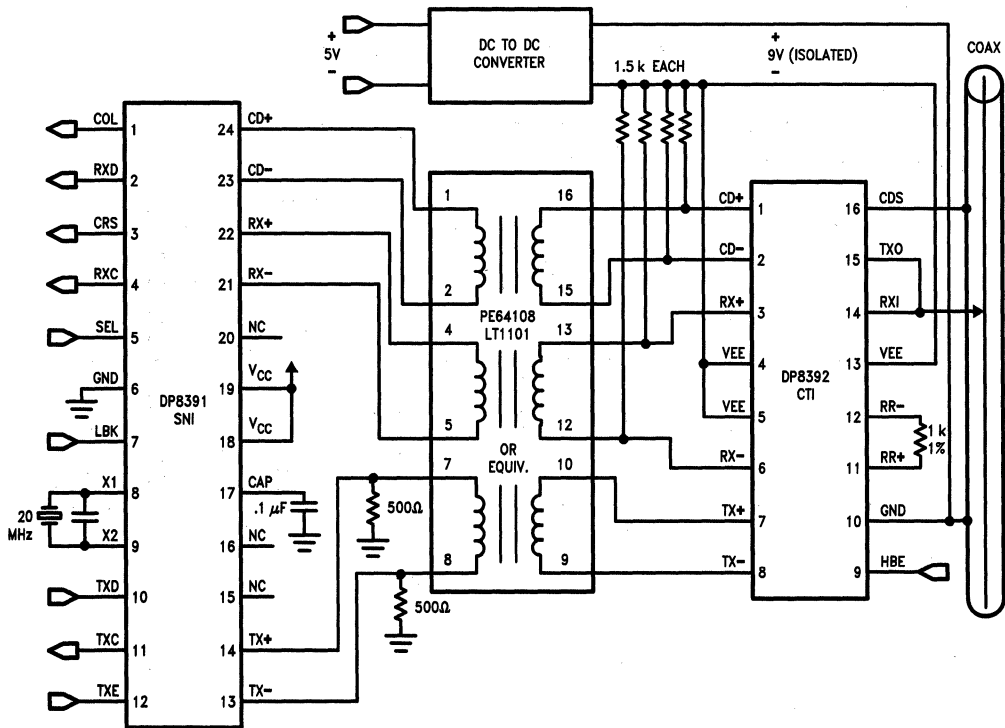 +
5V
-
DC TO DC
CONVERTER
+
9V (ISOLATED)
-
COAX
1.5 k EACH
COL 1
RXD 2
CRS 3
RXC 4
SEL 5
GND 6
LBK 7
X1 8
X2 9
TXD 10
TXC 11
TXE 12
20
MHz
DP8391
SNI
24 CD+
23 CD-
22 RX+
21 RX-
20 NC
19 VCC
18 VCC
17 CAP
16 NC
15 NC
14 TX+
13 TX-
.1 μF
500Ω
500Ω
1 16
2 15
PE64108
LT1101
4 13
5 12
OR
EQUIV.
7 10
8 9
CD+ 1
CD- 2
RX+ 3
VEE 4
VEE 5
RX- 6
TX+ 7
TX- 8
DP8392
CTI
16 CDS
15 TXO
14 RXI
13 VEE
12 RR-
11 RR+
10 GND
9 HBE
1 k
1%